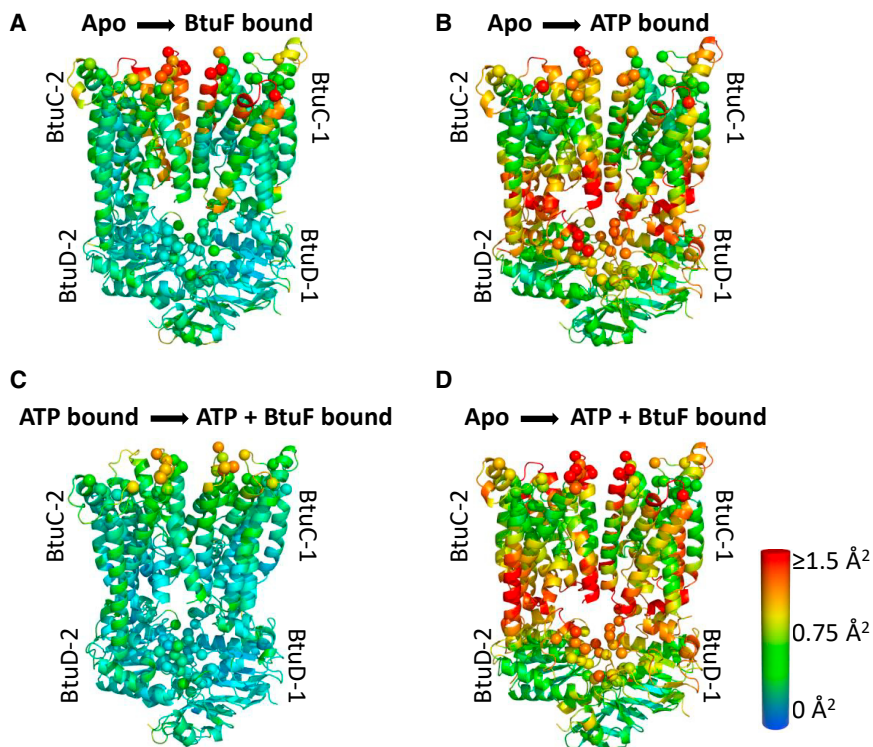 A
Apo → BtuF bound
BtuC-2
BtuC-1
BtuD-2
BtuD-1
B
Apo → ATP bound
BtuC-2
BtuC-1
BtuD-2
BtuD-1
C
ATP bound → ATP + BtuF bound
BtuC-2
BtuC-1
BtuD-2
BtuD-1
D
Apo → ATP + BtuF bound
BtuC-2
BtuC-1
BtuD-2
BtuD-1
≥1.5 Å²
0.75 Å²
0 Å²